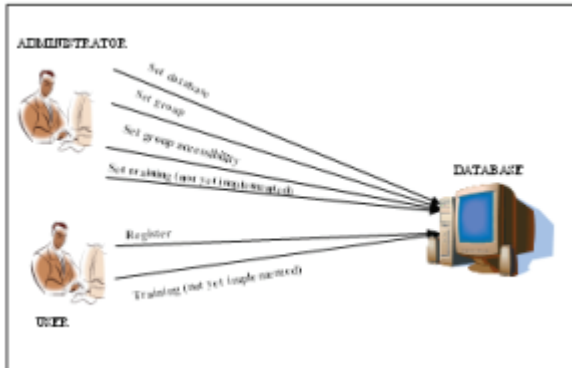 ADMINISTRATOR
Set database
Set group
Set group accessibility
Set training (not yet implemented)
DATABASE
Register
Training (not yet implemented)
USER